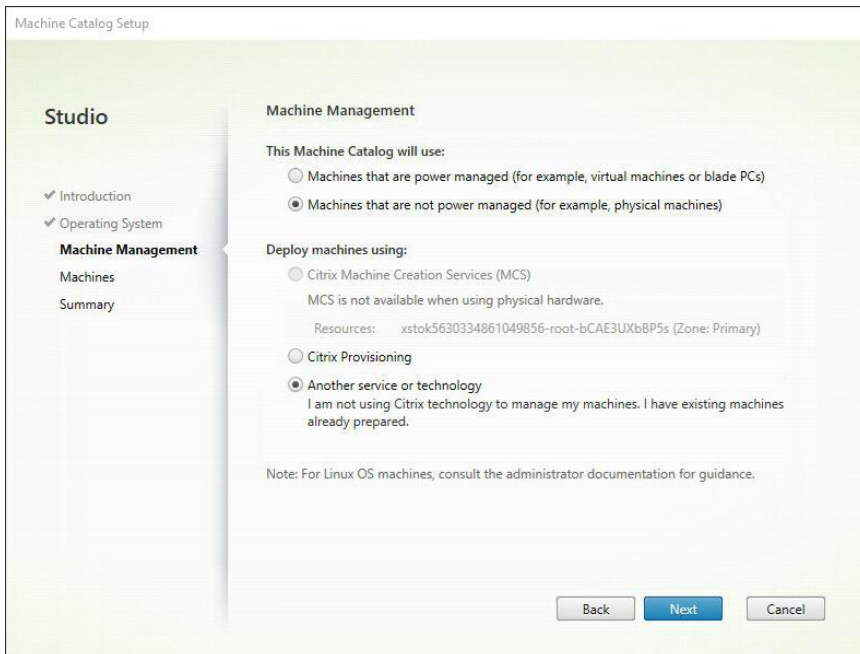 Machine Catalog Setup
Studio
Introduction
Operating System
Machine Management
Machines
Summary
Machine Management
This Machine Catalog will use:
Machines that are power managed (for example, virtual machines or blade PCs)
Machines that are not power managed (for example, physical machines)
Deploy machines using:
Citrix Machine Creation Services (MCS)
MCS is not available when using physical hardware.
Resources: xstok5630334861049856-root-bCAE3UXbBP5s (Zone: Primary)
Citrix Provisioning
Another service or technology
I am not using Citrix technology to manage my machines. I have existing machines
already prepared.
Note: For Linux OS machines, consult the administrator documentation for guidance.
Back Next Cancel